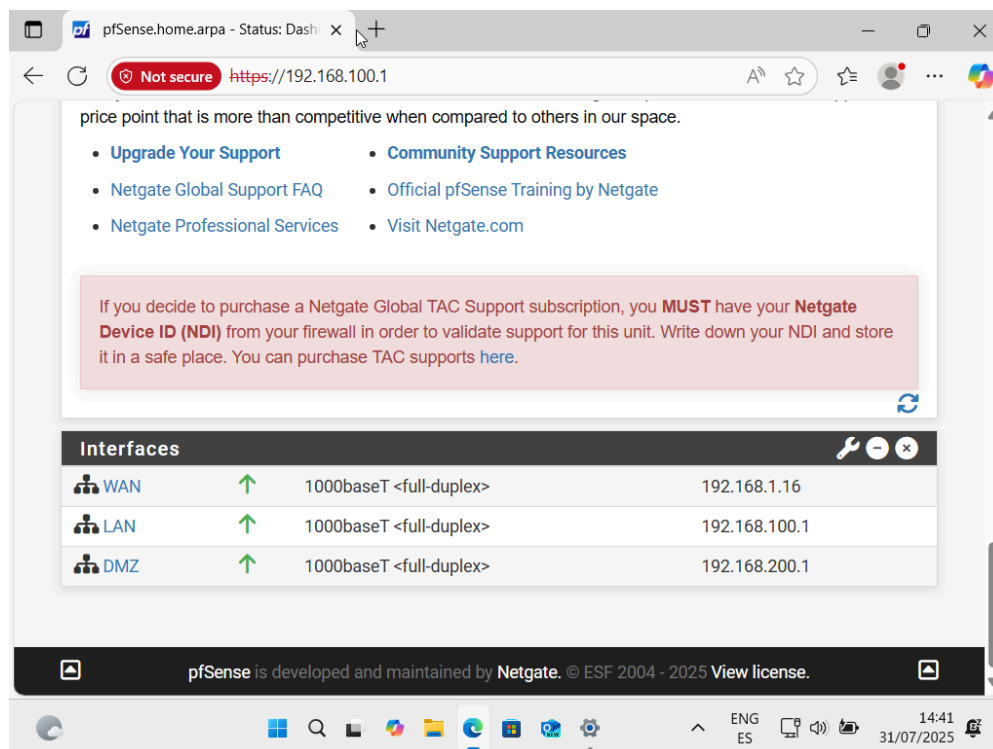 pfSense.home.arpa - Status: Dash
Not secure https://192.168.100.1
price point that is more than competitive when compared to others in our space.
Upgrade Your Support
Community Support Resources
Netgate Global Support FAQ
Official pfSense Training by Netgate
Netgate Professional Services
Visit Netgate.com
If you decide to purchase a Netgate Global TAC Support subscription, you MUST have your Netgate
Device ID (NDI) from your firewall in order to validate support for this unit. Write down your NDI and store
it in a safe place. You can purchase TAC supports here.
Interfaces
WAN 1000baseT <full-duplex> 192.168.1.16
LAN 1000baseT <full-duplex> 192.168.100.1
DMZ 1000baseT <full-duplex> 192.168.200.1
pfSense is developed and maintained by Netgate. © ESF 2004 - 2025 View license.
ENG 14:41
ES 31/07/2025